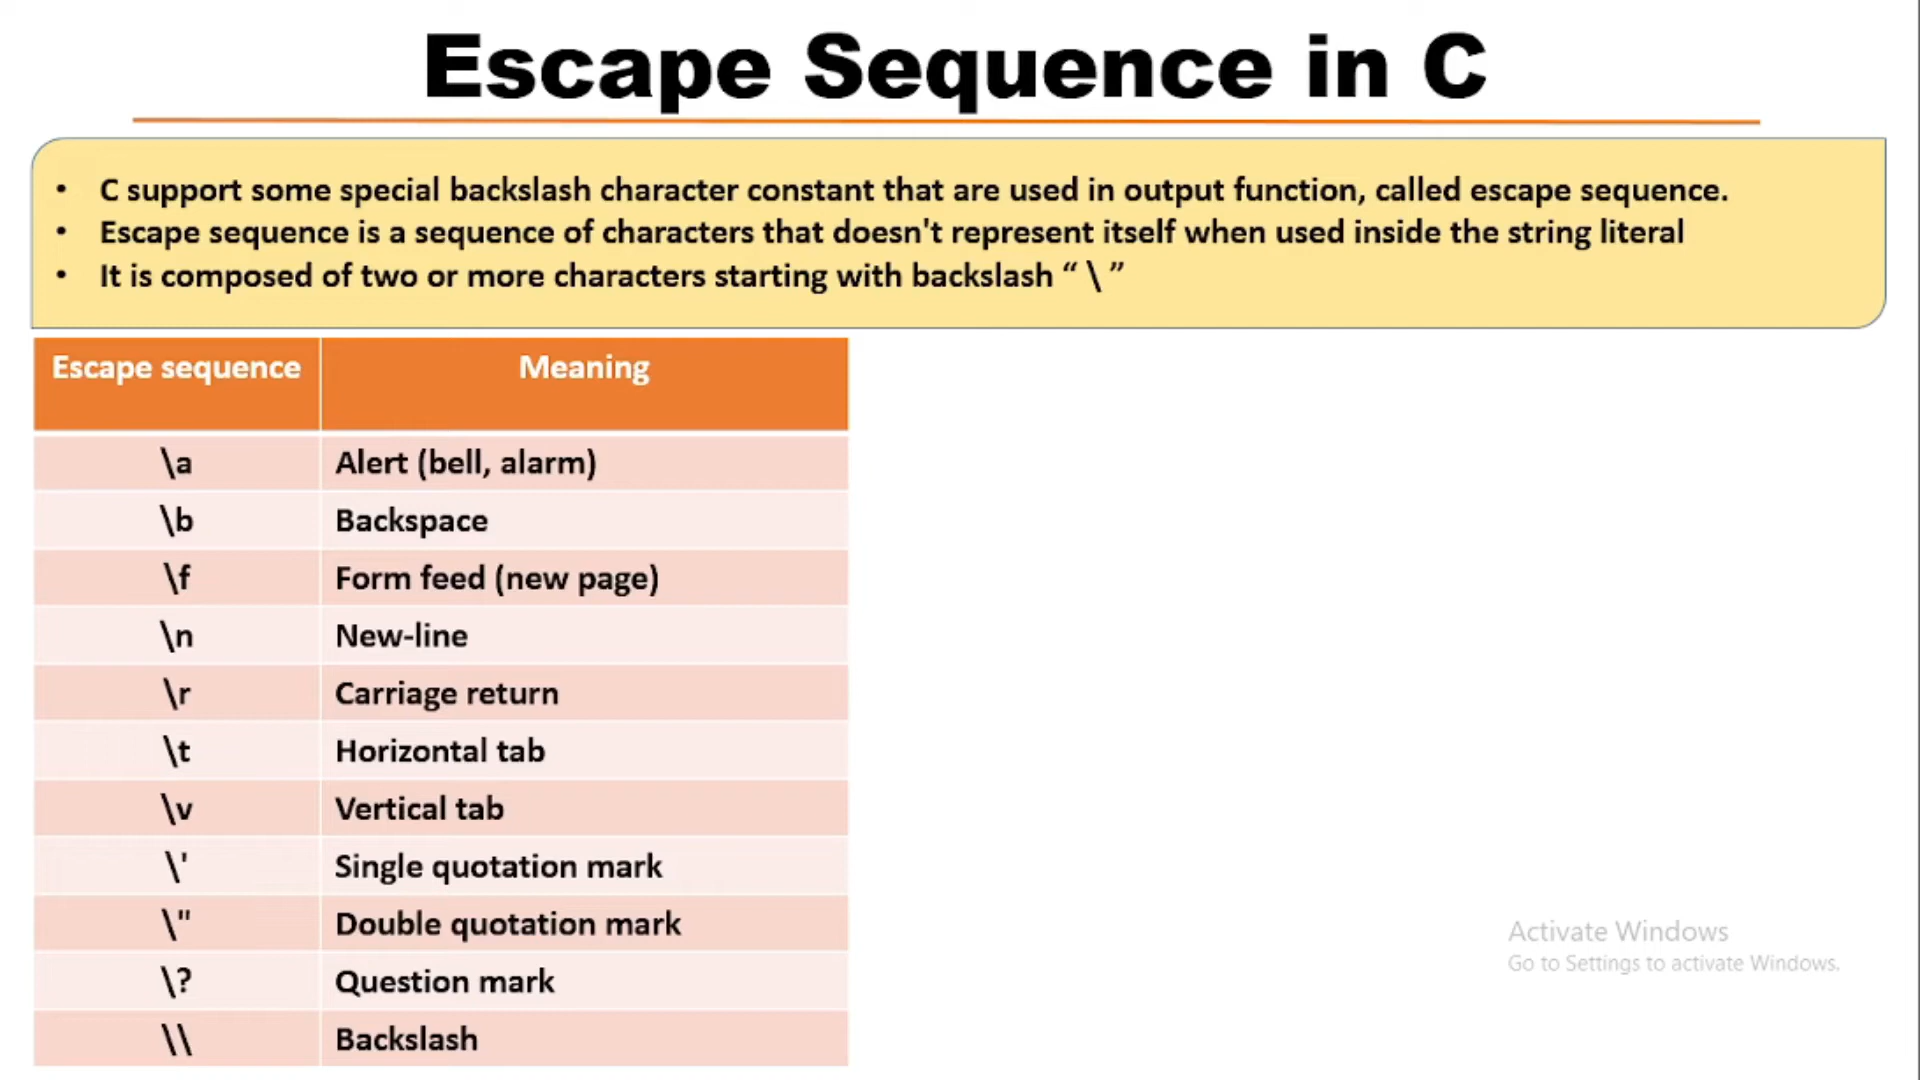 Escape Sequence in C
• C support some special backslash character constant that are used in output function, called escape sequence.
• Escape sequence is a sequence of characters that doesn't represent itself when used inside the string literal
• It is composed of two or more characters starting with backslash “ \ ”
Escape sequence Meaning
\a Alert (bell, alarm)
\b Backspace
\f Form feed (new page)
\n New-line
\r Carriage return
\t Horizontal tab
\v Vertical tab
\' Single quotation mark
\" Double quotation mark
\? Question mark
\\ Backslash
Activate Windows
Go to Settings to activate Windows.